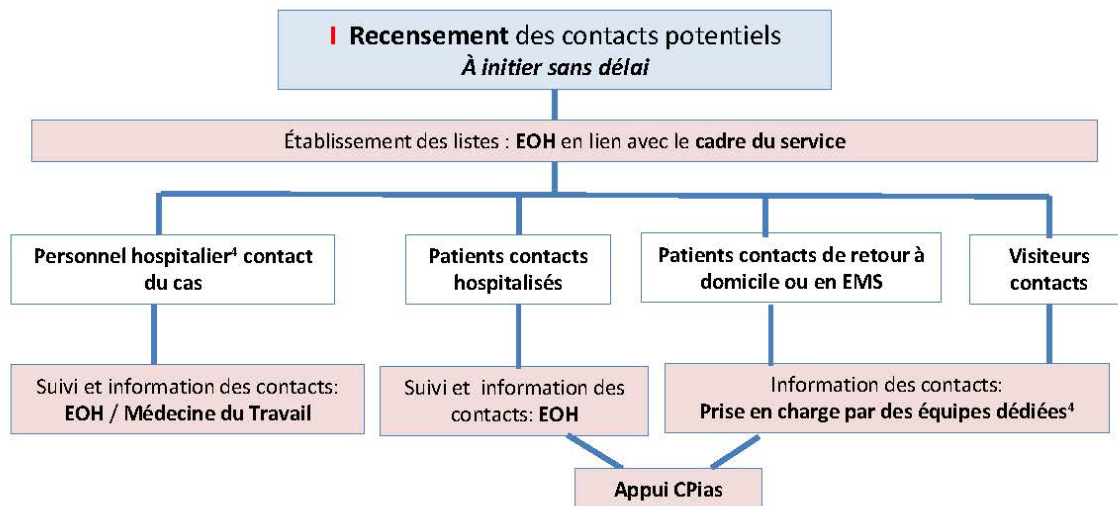 I Recensement des contacts potentiels
À initier sans délai
Établissement des listes : EOH en lien avec le cadre du service
Personnel hospitalier⁴ contact
du cas
Patients contacts
hospitalisés
Patients contacts de retour à
domicile ou en EMS
Visiteurs
contacts
Suivi et information des contacts:
EOH / Médecine du Travail
Suivi et information des
contacts: EOH
Information des contacts:
Prise en charge par des équipes dédiées⁴
Appui CPias